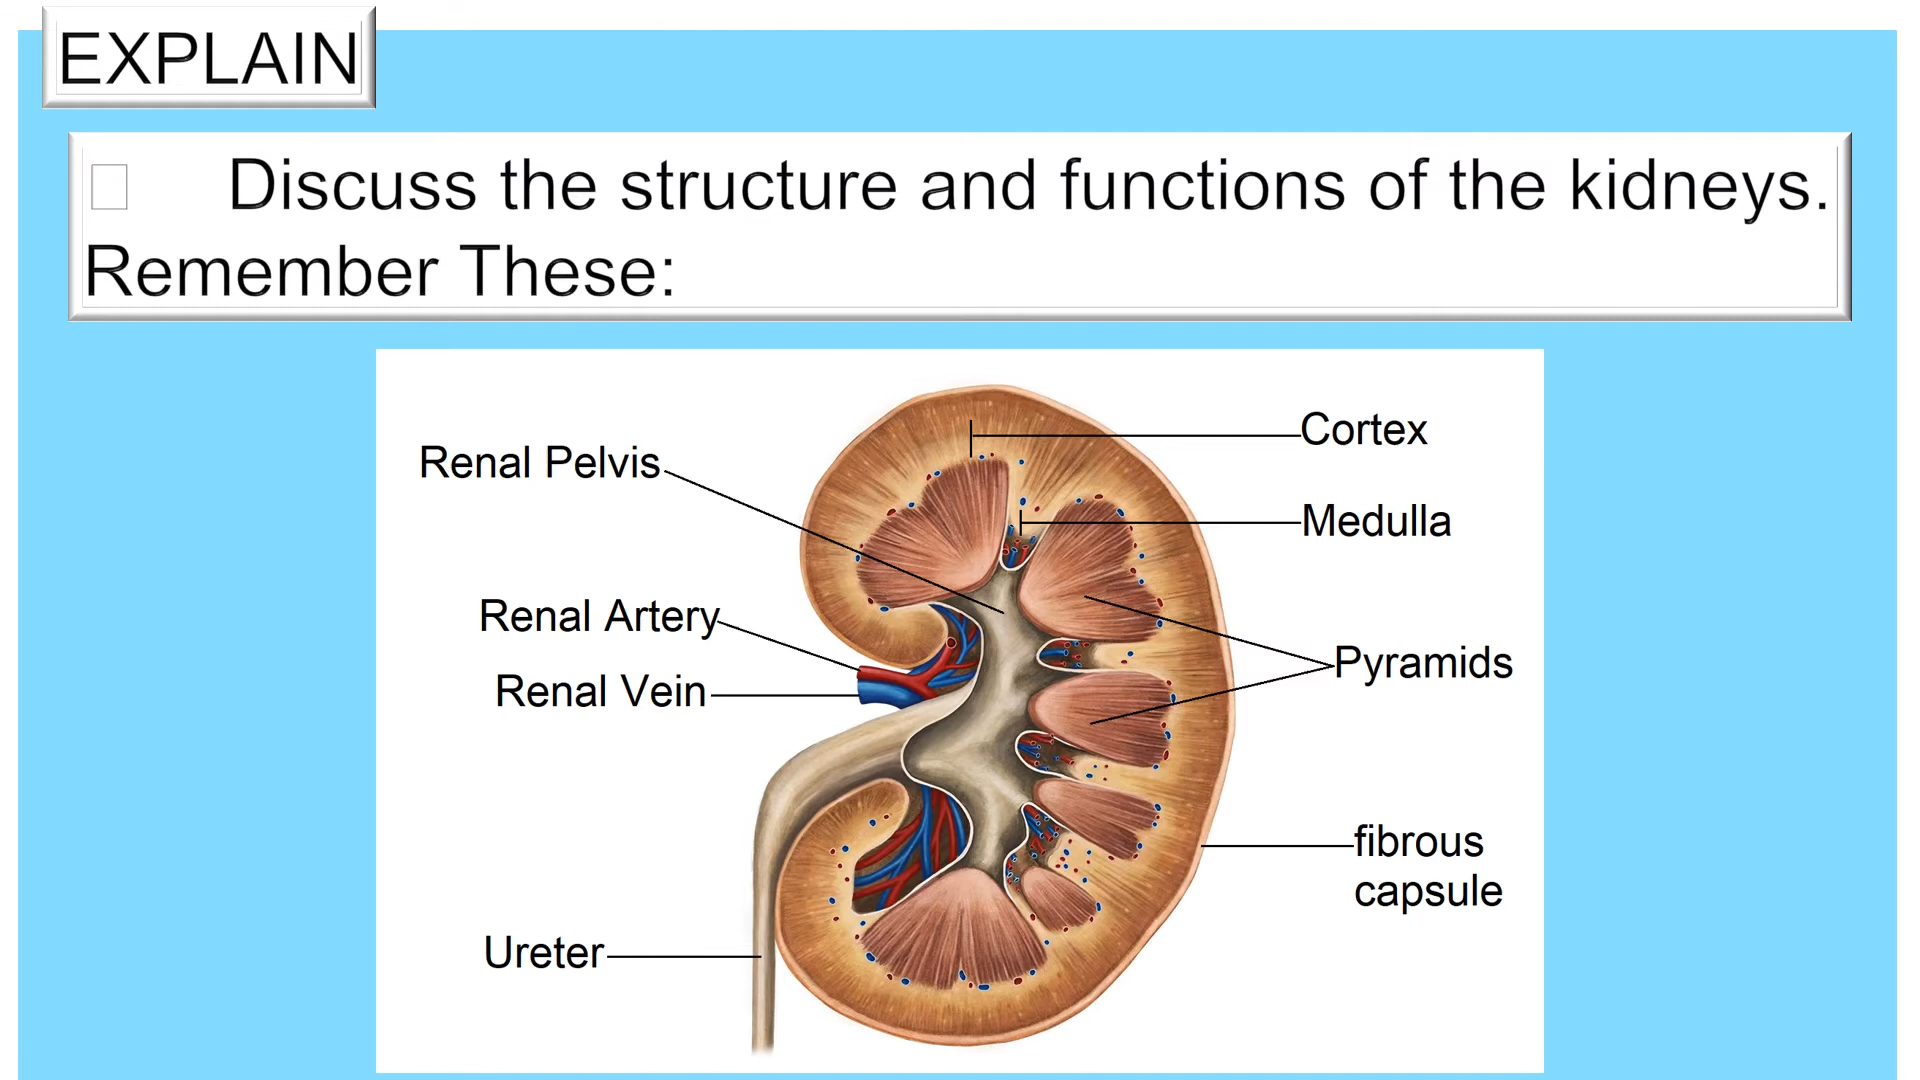 EXPLAIN
Discuss the structure and functions of the kidneys.
Remember These:
Cortex
Renal Pelvis
Medulla
Renal Artery
Pyramids
Renal Vein
fibrous
capsule
Ureter